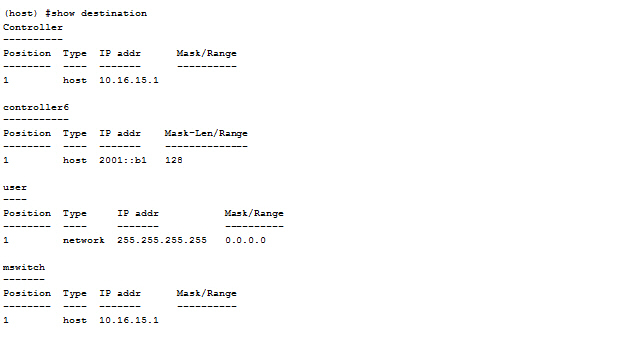 (host) #show destination
Controller
----------
Position  Type  IP addr      Mask/Range
--------  ----  -------      ----------
1         host  10.16.15.1

controller6
-----------
Position  Type  IP addr    Mask-Len/Range
--------  ----  -------    --------------
1         host  2001::b1   128

user
----
Position  Type     IP addr           Mask/Range
--------  ----     -------           ----------
1         network  255.255.255.255   0.0.0.0

mswitch
-------
Position  Type  IP addr      Mask/Range
--------  ----  -------      ----------
1         host  10.16.15.1